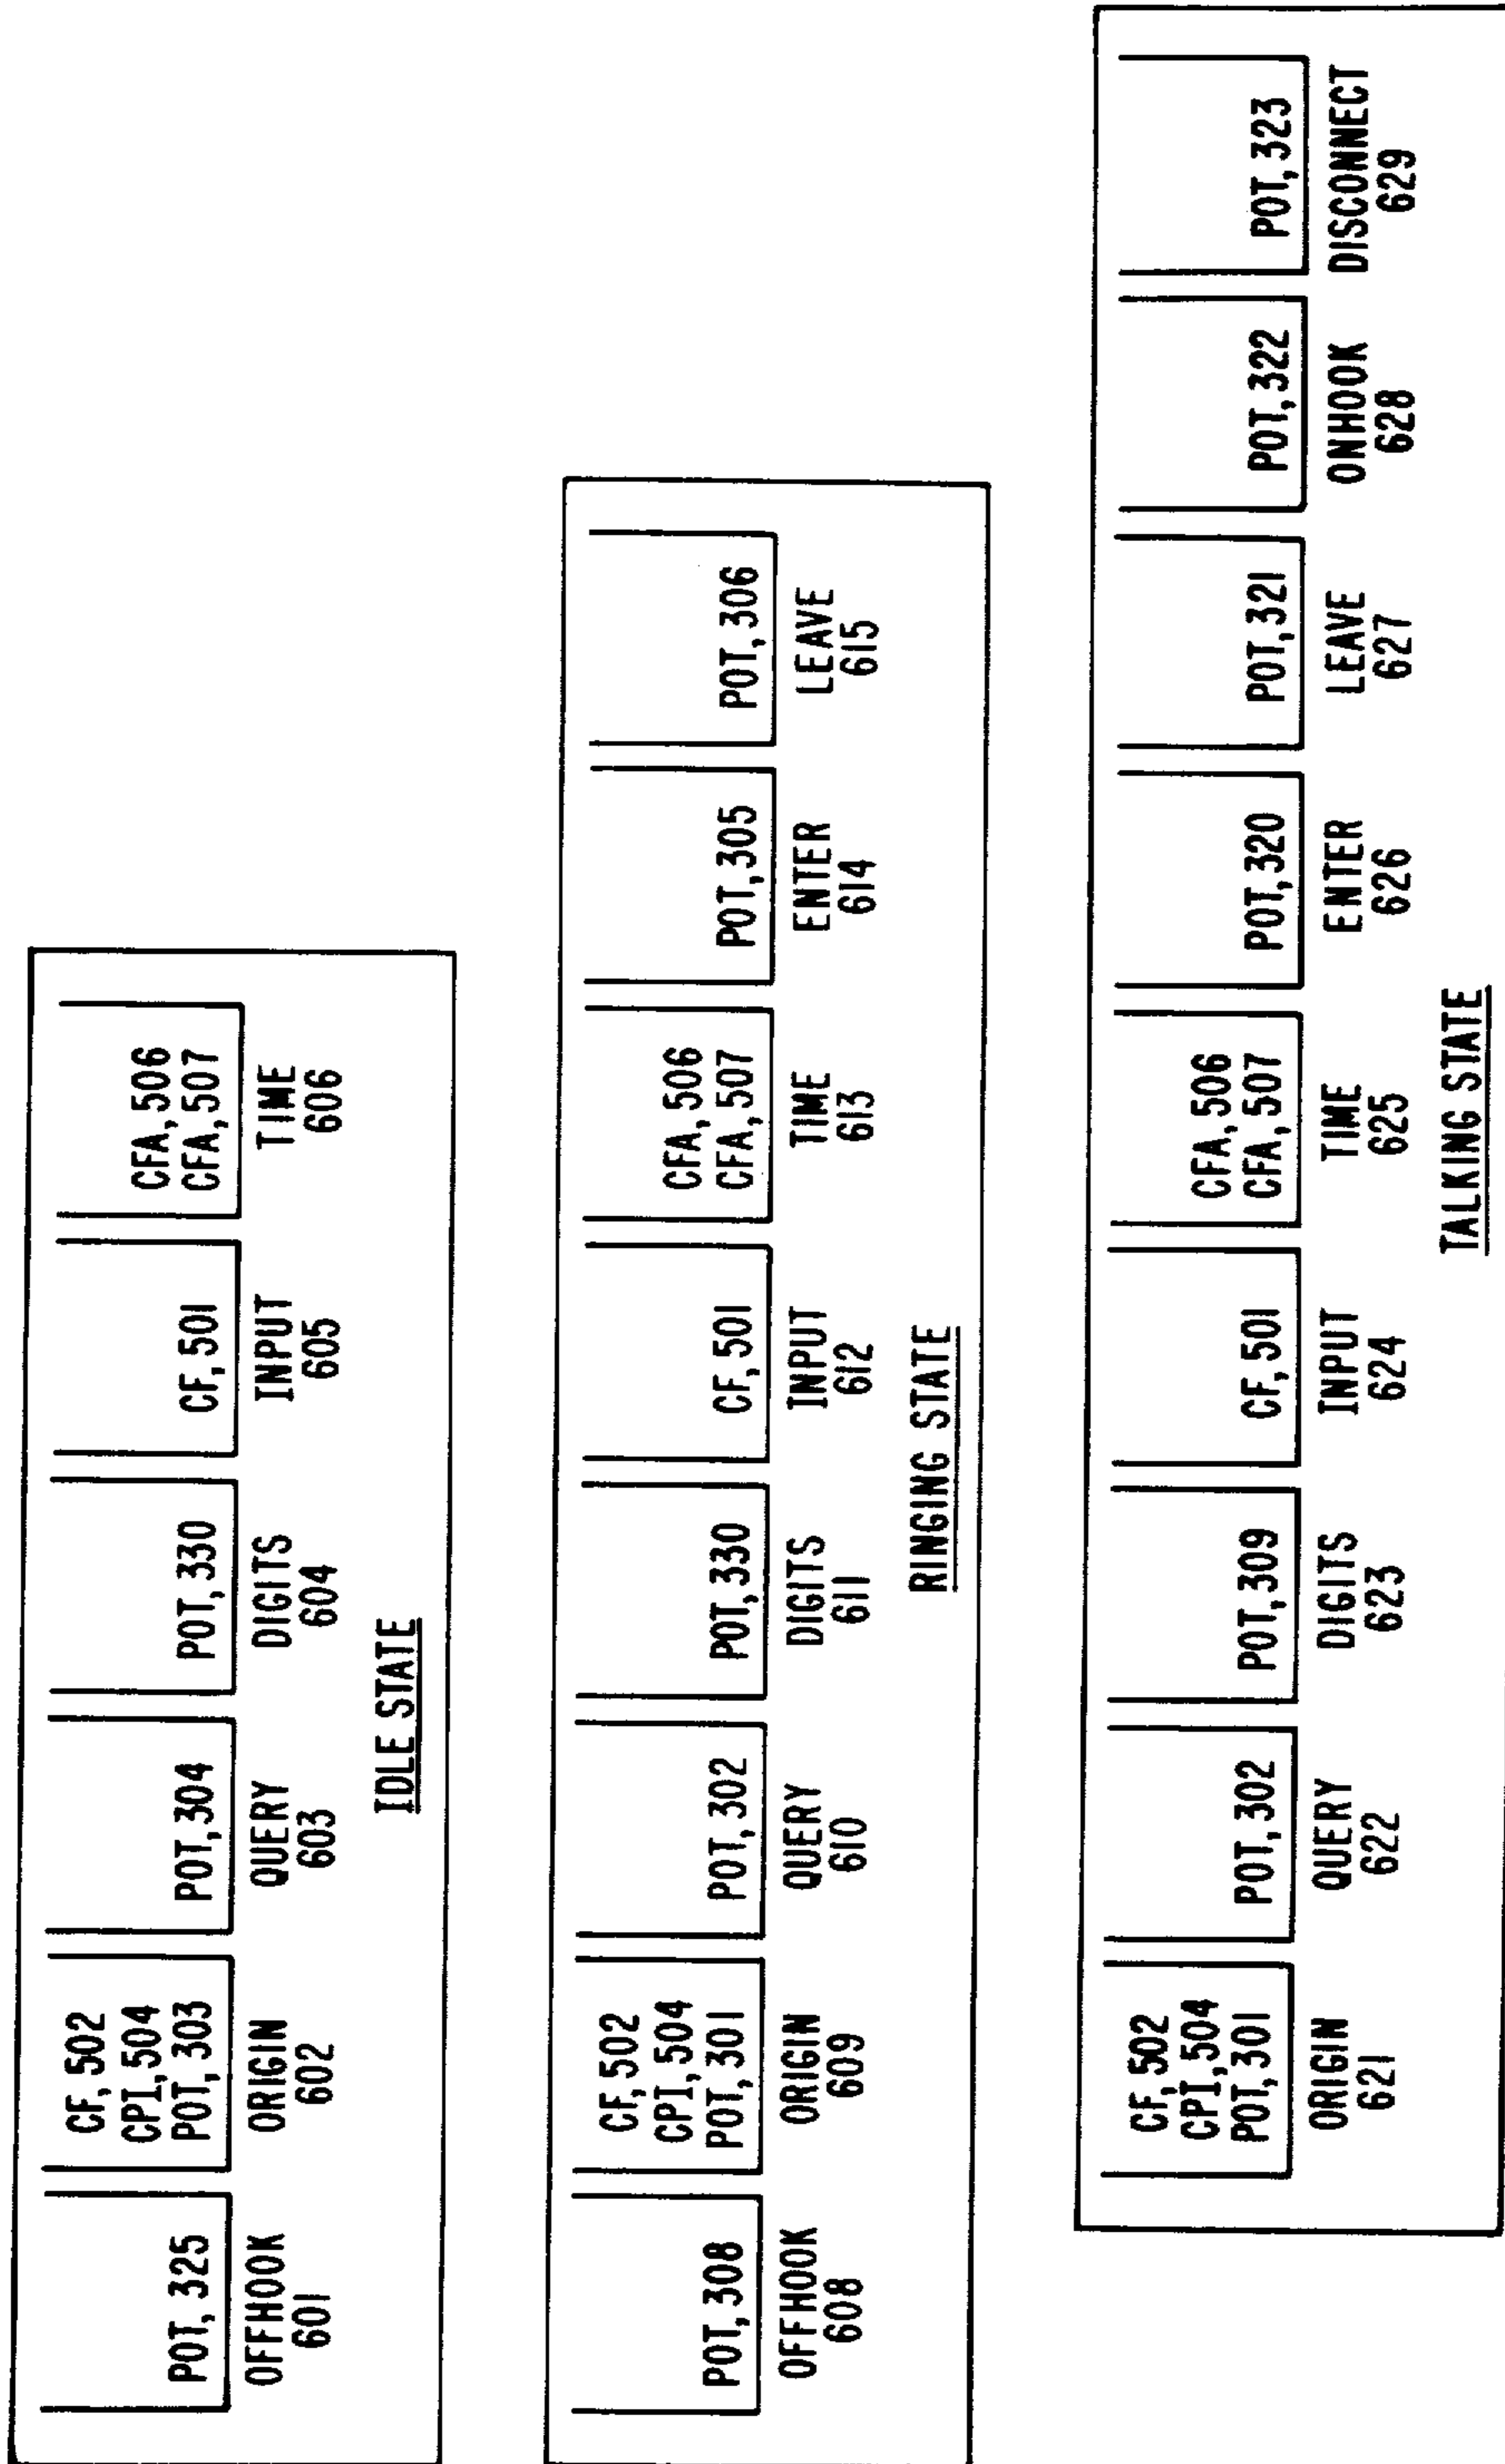 POT, 325
OFFHOOK
601
CF, 502
CPI, 504
POT, 303
ORIGIN
602
POT, 304
QUERY
603
POT, 330
DIGITS
604
CF, 501
INPUT
605
CFA, 506
CFA, 507
TIME
606
IDLE STATE
POT, 308
OFFHOOK
608
CF, 502
CPI, 504
POT, 301
ORIGIN
609
POT, 302
QUERY
610
POT, 330
DIGITS
611
CF, 501
INPUT
612
CFA, 506
CFA, 507
TIME
613
POT, 305
ENTER
614
POT, 306
LEAVE
615
RINGING STATE
CF, 502
CPI, 504
POT, 301
ORIGIN
621
POT, 302
QUERY
622
POT, 309
DIGITS
623
CF, 501
INPUT
624
CFA, 506
CFA, 507
TIME
625
POT, 320
ENTER
626
POT, 321
LEAVE
627
POT, 322
ONHOOK
628
POT, 323
DISCONNECT
629
TALKING STATE